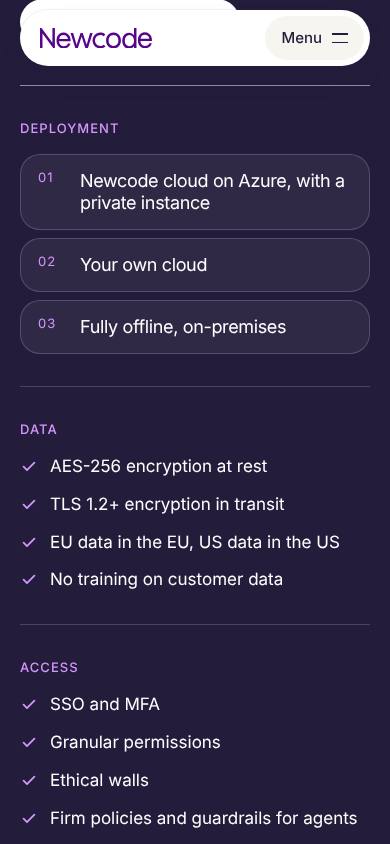 Newcode
Menu
DEPLOYMENT
01
Newcode cloud on Azure, with a
private instance
02
Your own cloud
03
Fully offline, on-premises
DATA
AES-256 encryption at rest
TLS 1.2+ encryption in transit
EU data in the EU, US data in the US
No training on customer data
ACCESS
SSO and MFA
Granular permissions
Ethical walls
Firm policies and guardrails for agents